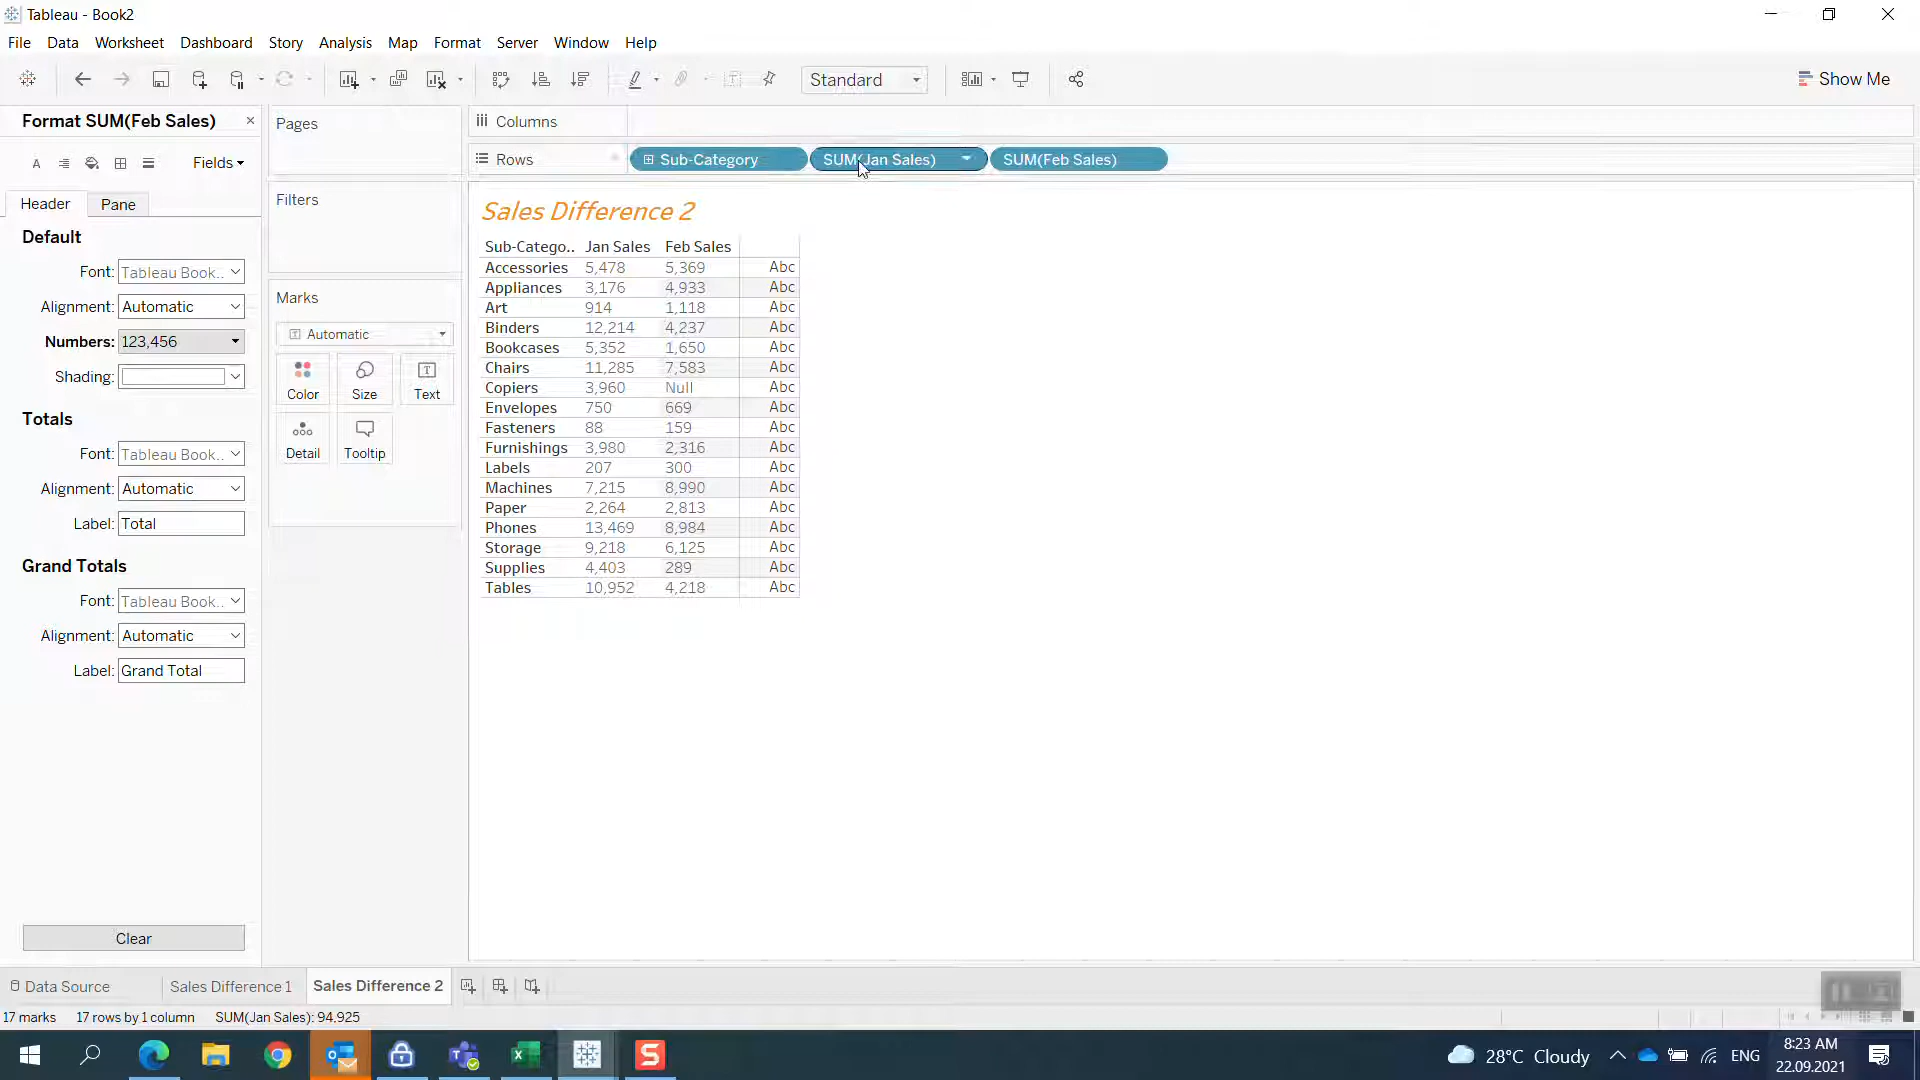 Tableau - Book2
File Data Worksheet Dashboard Story Analysis Map Format Server Window Help
Standard
Show Me
Format SUM(Feb Sales)
Fields
Header Pane
Default
Font: Tableau Book..
Alignment: Automatic
Numbers: 123,456
Shading:
Totals
Font: Tableau Book..
Alignment: Automatic
Label: Total
Grand Totals
Font: Tableau Book..
Alignment: Automatic
Label: Grand Total
Clear
Pages
Filters
Marks
Automatic
Color Size Text
Detail Tooltip
Columns
Rows Sub-Category SUM(Jan Sales) SUM(Feb Sales)
Sales Difference 2
Sub-Catego.. Jan Sales Feb Sales
Accessories 5,478 5,369 Abc
Appliances 3,176 4,933 Abc
Art 914 1,118 Abc
Binders 12,214 4,237 Abc
Bookcases 5,352 1,650 Abc
Chairs 11,285 7,583 Abc
Copiers 3,960 Null Abc
Envelopes 750 669 Abc
Fasteners 88 159 Abc
Furnishings 3,980 2,316 Abc
Labels 207 300 Abc
Machines 7,215 8,990 Abc
Paper 2,264 2,813 Abc
Phones 13,469 8,984 Abc
Storage 9,218 6,125 Abc
Supplies 4,403 289 Abc
Tables 10,952 4,218 Abc
Data Source Sales Difference 1 Sales Difference 2
17 marks 17 rows by 1 column SUM(Jan Sales): 94,925
28°C Cloudy ENG 8:23 AM
22.09.2021